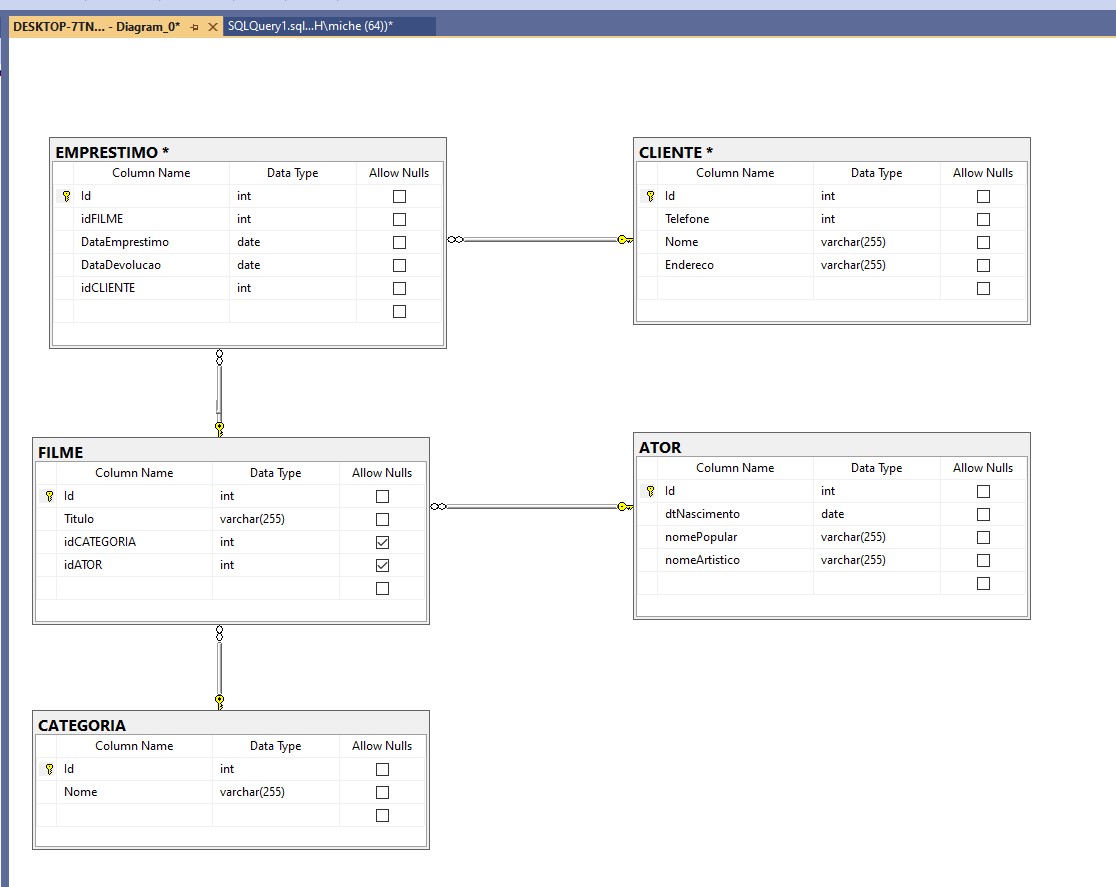 DESKTOP-7TN... - Diagram_0*
SQLQuery1.sql...H\miche (64))*
EMPRESTIMO *
Column Name Data Type Allow Nulls
Id int
idFILME int
DataEmprestimo date
DataDevolucao date
idCLIENTE int
CLIENTE *
Column Name Data Type Allow Nulls
Id int
Telefone int
Nome varchar(255)
Endereco varchar(255)
FILME
Column Name Data Type Allow Nulls
Id int
Titulo varchar(255)
idCATEGORIA int
idATOR int
ATOR
Column Name Data Type Allow Nulls
Id int
dtNascimento date
nomePopular varchar(255)
nomeArtistico varchar(255)
CATEGORIA
Column Name Data Type Allow Nulls
Id int
Nome varchar(255)